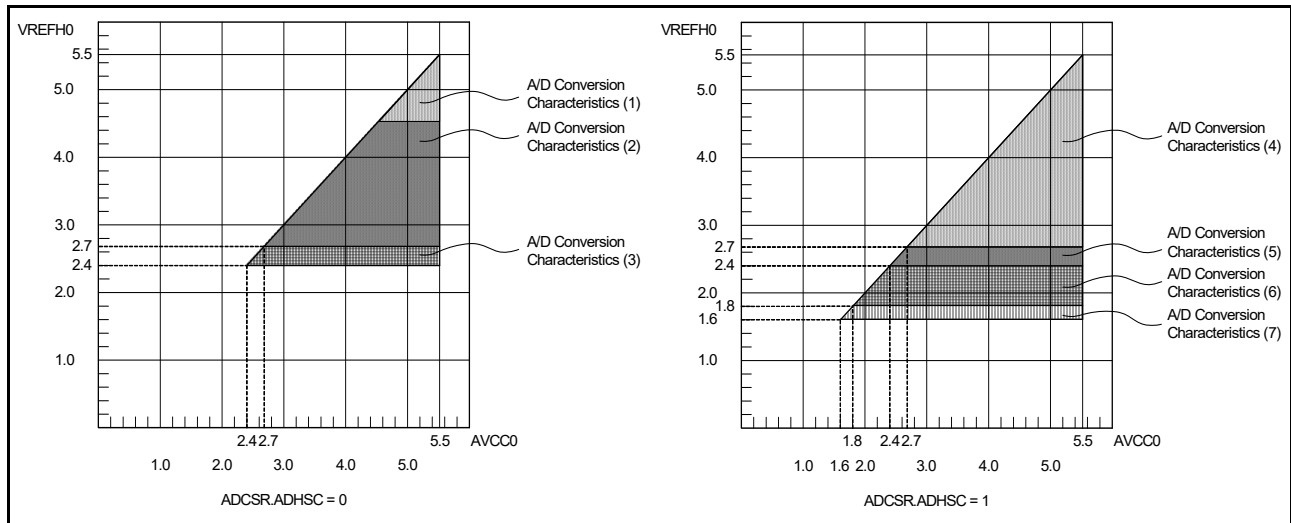 VREFH0
5.5
5.0
4.0
3.0
2.7
2.4
2.0
1.0
A/D Conversion
Characteristics (1)
A/D Conversion
Characteristics (2)
A/D Conversion
Characteristics (3)
2.4 2.7
5.5
AVCC0
1.0
2.0
3.0
4.0
5.0
ADCSR.ADHSC = 0
VREFH0
5.5
5.0
4.0
3.0
2.7
2.4
2.0
1.8
1.6
1.0
A/D Conversion
Characteristics (4)
A/D Conversion
Characteristics (5)
A/D Conversion
Characteristics (6)
A/D Conversion
Characteristics (7)
1.8
2.4 2.7
5.5
AVCC0
1.0
1.6 2.0
3.0
4.0
5.0
ADCSR.ADHSC = 1